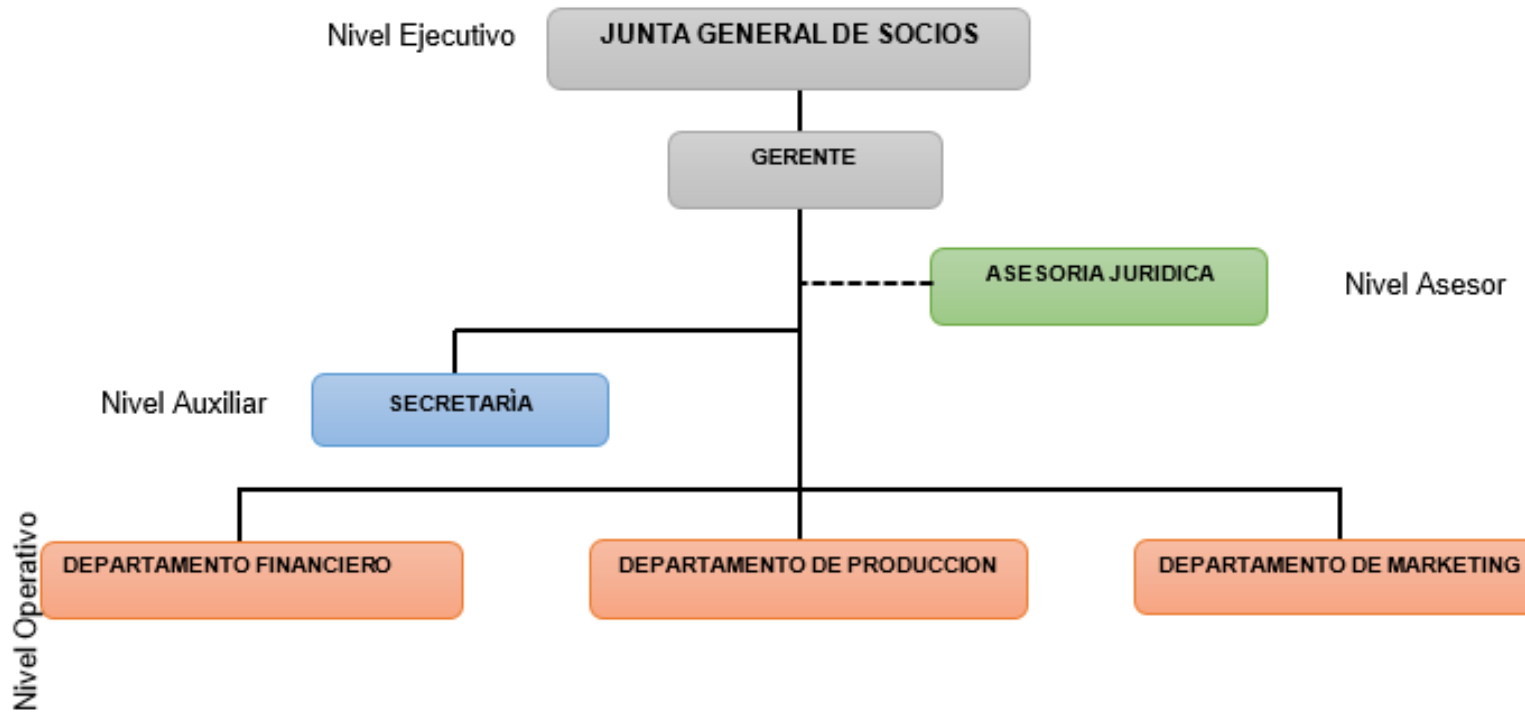 Nivel Ejecutivo
JUNTA GENERAL DE SOCIOS
GERENTE
ASESORIA JURIDICA
Nivel Asesor
Nivel Auxiliar
SECRETARÌA
Nivel Operativo
DEPARTAMENTO FINANCIERO
DEPARTAMENTO DE PRODUCCION
DEPARTAMENTO DE MARKETING